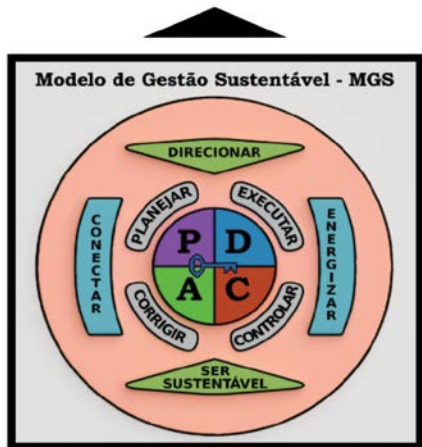 Modelo de Gestão Sustentável - MGS
DIRECIONAR
PLANEJAR
EXECUTAR
CONECTAR
P
D
ENERGIZAR
A
C
CORRIGIR
CONTROLAR
SER
SUSTENTÁVEL